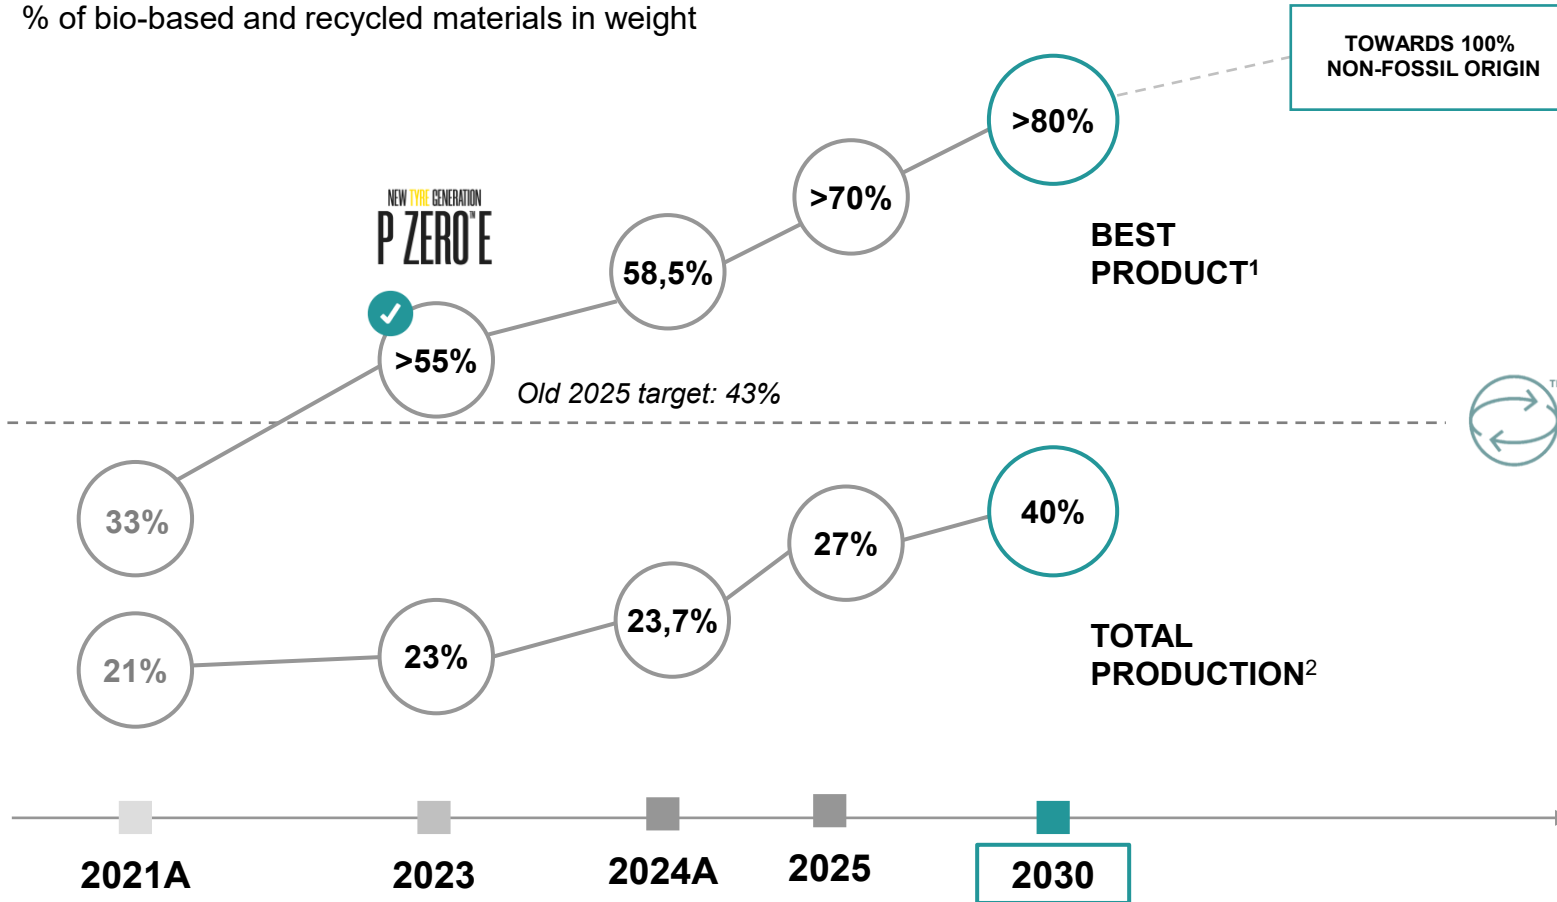 % of bio-based and recycled materials in weight
TOWARDS 100%
NON-FOSSIL ORIGIN
>80%
>70%
NEW TYRE GENERATION
P ZERO™ E
58,5%
BEST
PRODUCT¹
>55%
Old 2025 target: 43%
33%
40%
27%
23,7%
23%
21%
TOTAL
PRODUCTION²
2021A
2023
2024A
2025
2030